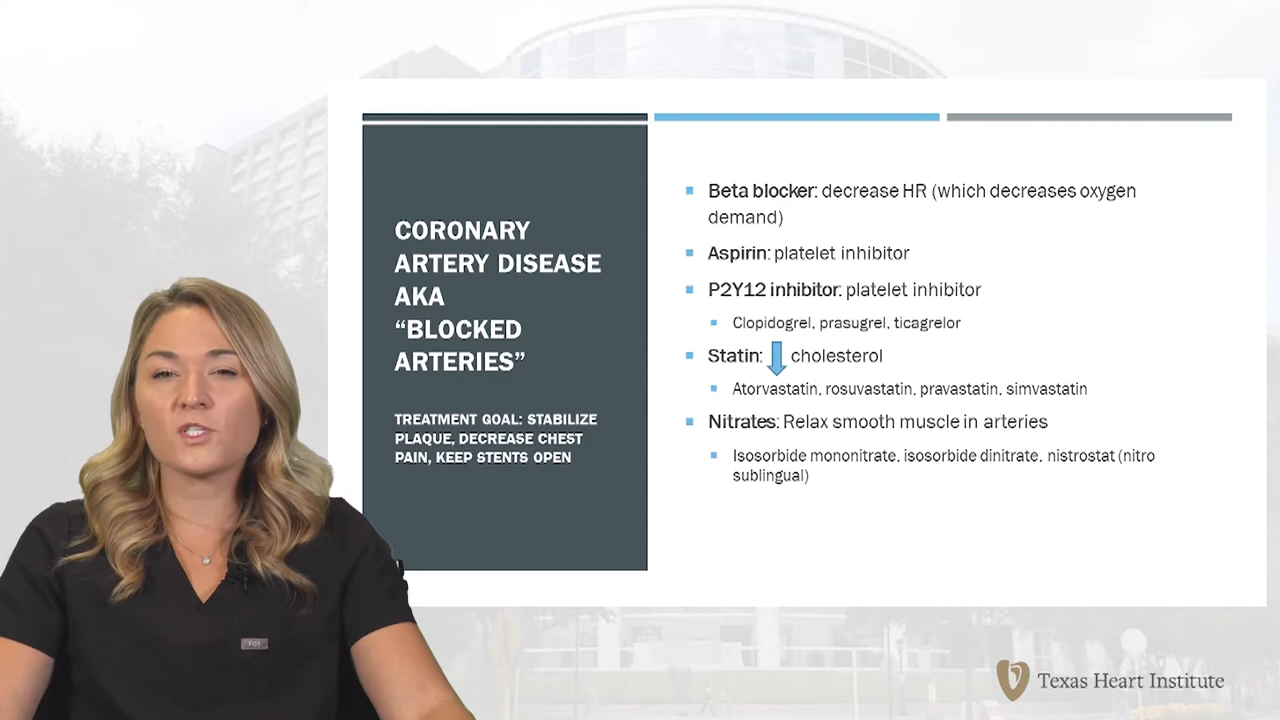 CORONARY
ARTERY DISEASE
AKA
“BLOCKED
ARTERIES”
TREATMENT GOAL: STABILIZE
PLAQUE, DECREASE CHEST
PAIN, KEEP STENTS OPEN
Beta blocker: decrease HR (which decreases oxygen
demand)
Aspirin: platelet inhibitor
P2Y12 inhibitor: platelet inhibitor
Clopidogrel, prasugrel, ticagrelor
Statin: cholesterol
Atorvastatin, rosuvastatin, pravastatin, simvastatin
Nitrates: Relax smooth muscle in arteries
Isosorbide mononitrate, isosorbide dinitrate, nistrostat (nitro
sublingual)
FIGS
Texas Heart Institute